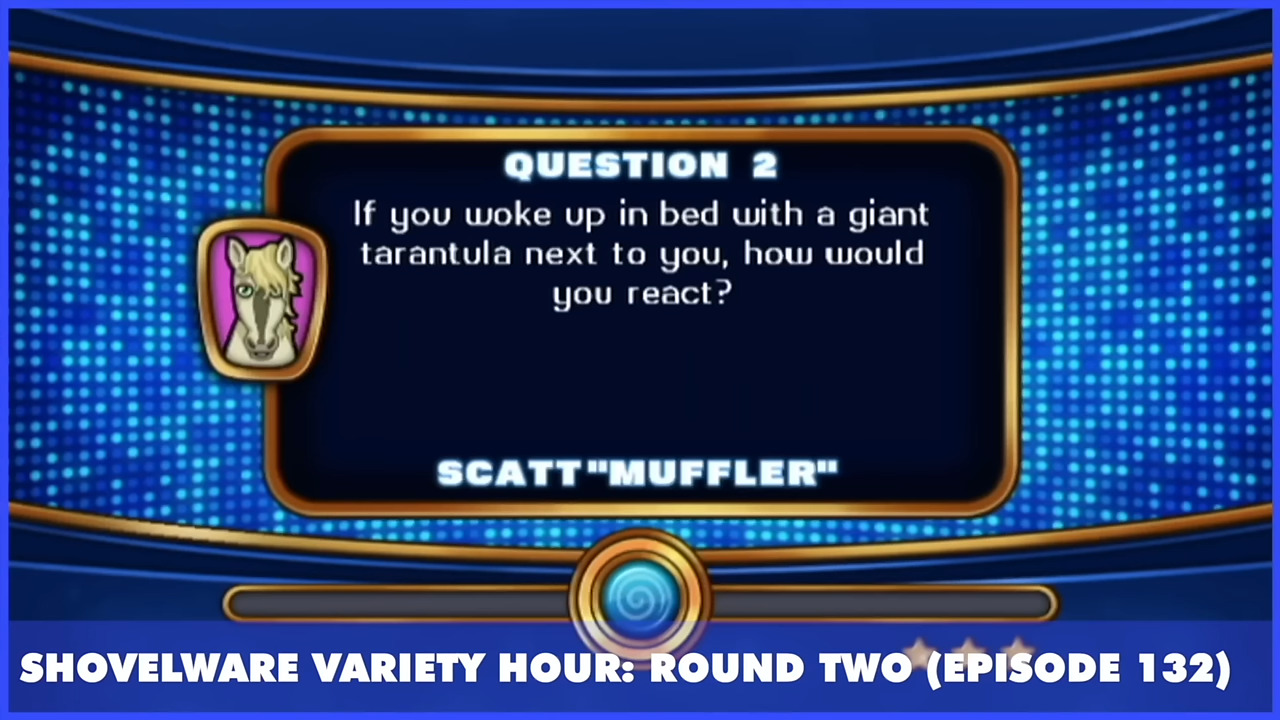 QUESTION 2
If you woke up in bed with a giant
tarantula next to you, how would
you react?
SCATT"MUFFLER"
SHOVELWARE VARIETY HOUR: ROUND TWO (EPISODE 132)